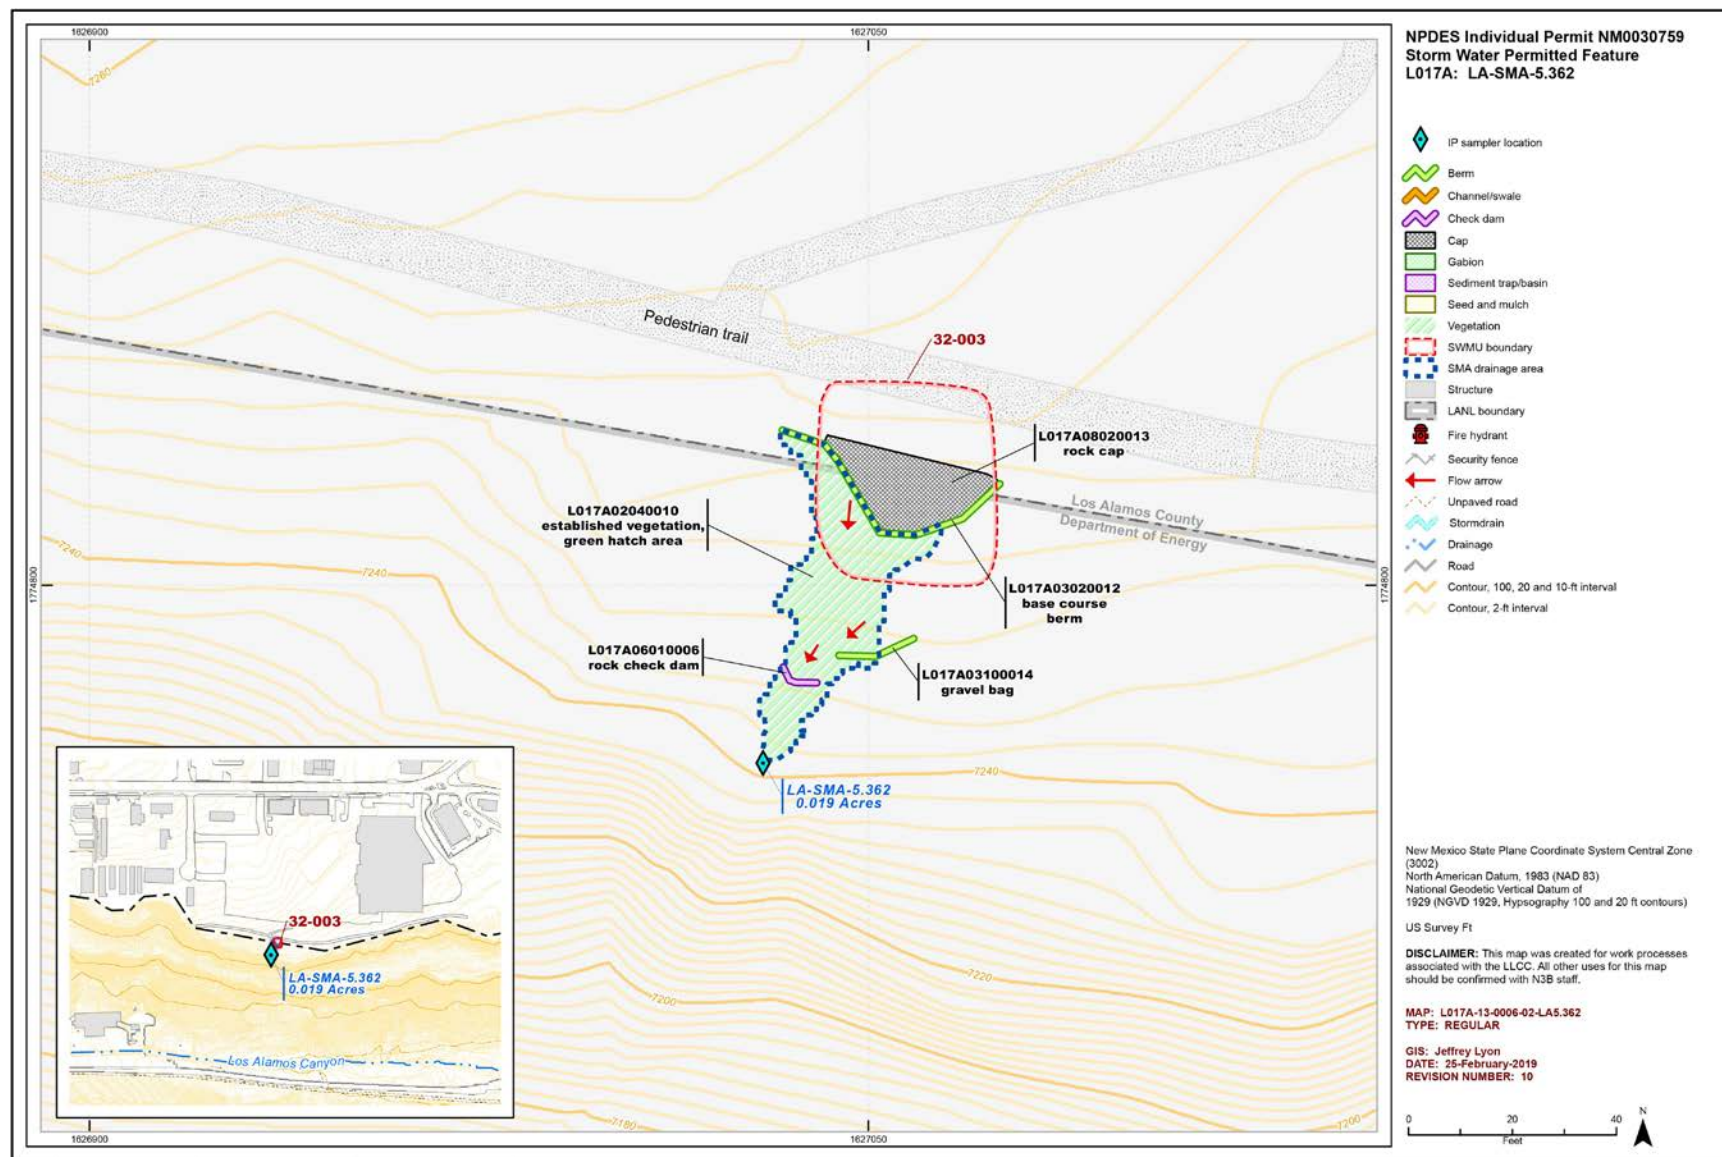 1626900
1627050
7260
Pedestrian trail
32-003
L017A08020013
rock cap
Los Alamos County
Department of Energy
L017A02040010
established vegetation,
green hatch area
7240
7240
1774800
1774800
L017A03020012
base course
berm
L017A06010006
rock check dam
L017A03100014
gravel bag
7240
LA-SMA-5.362
0.019 Acres
32-003
LA-SMA-5.362
0.019 Acres
Los Alamos Canyon
7220
7200
7180
7200
1626900
1627050
NPDES Individual Permit NM0030759
Storm Water Permitted Feature
L017A: LA-SMA-5.362
IP sampler location
Berm
Channel/swale
Check dam
Cap
Gabion
Sediment trap/basin
Seed and mulch
Vegetation
SWMU boundary
SMA drainage area
Structure
LANL boundary
Fire hydrant
Security fence
Flow arrow
Unpaved road
Stormdrain
Drainage
Road
Contour, 100, 20 and 10-ft interval
Contour, 2-ft interval
New Mexico State Plane Coordinate System Central Zone
(3002)
North American Datum, 1983 (NAD 83)
National Geodetic Vertical Datum of
1929 (NGVD 1929, Hypsography 100 and 20 ft contours)
US Survey Ft
DISCLAIMER: This map was created for work processes
associated with the LLCC. All other uses for this map
should be confirmed with N3B staff.
MAP: L017A-13-0006-02-LA5.362
TYPE: REGULAR
GIS: Jeffrey Lyon
DATE: 25-February-2019
REVISION NUMBER: 10
0 20 40
Feet
N